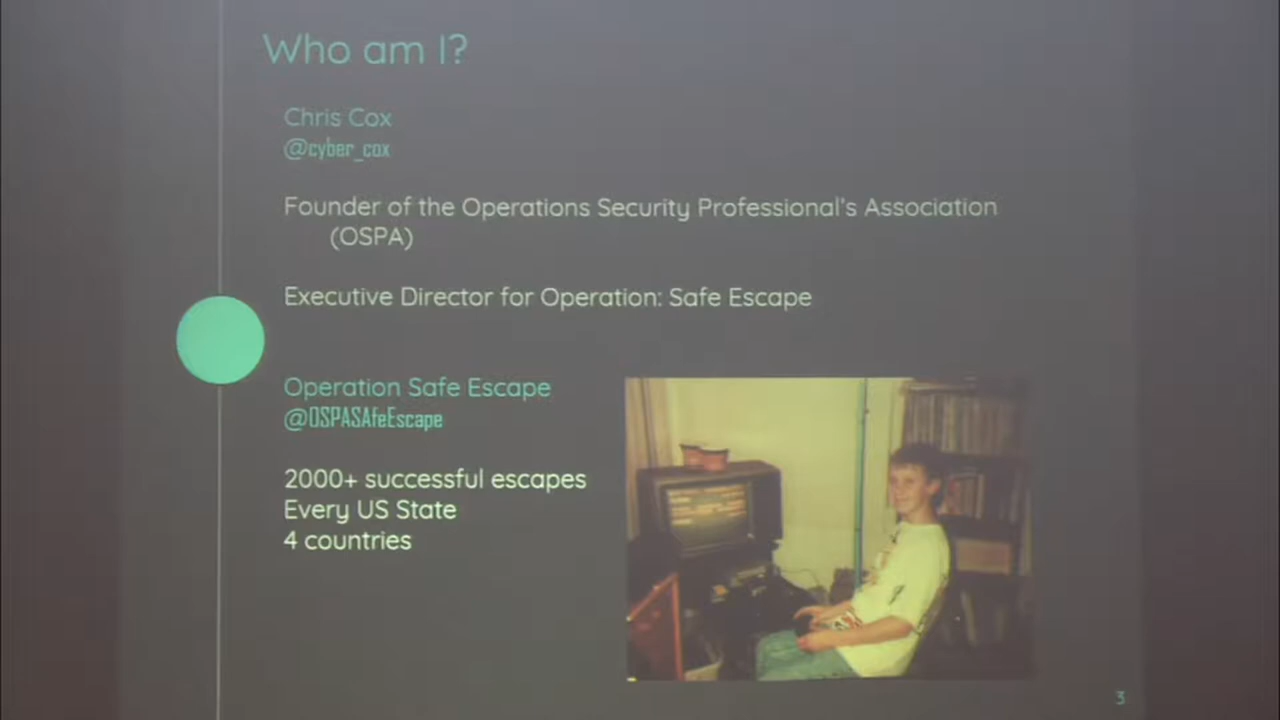 Who am I?
Chris Cox
@cyber_cox
Founder of the Operations Security Professional's Association
(OSPA)
Executive Director for Operation: Safe Escape
Operation Safe Escape
@OSPASAfeEscape
2000+ successful escapes
Every US State
4 countries
3